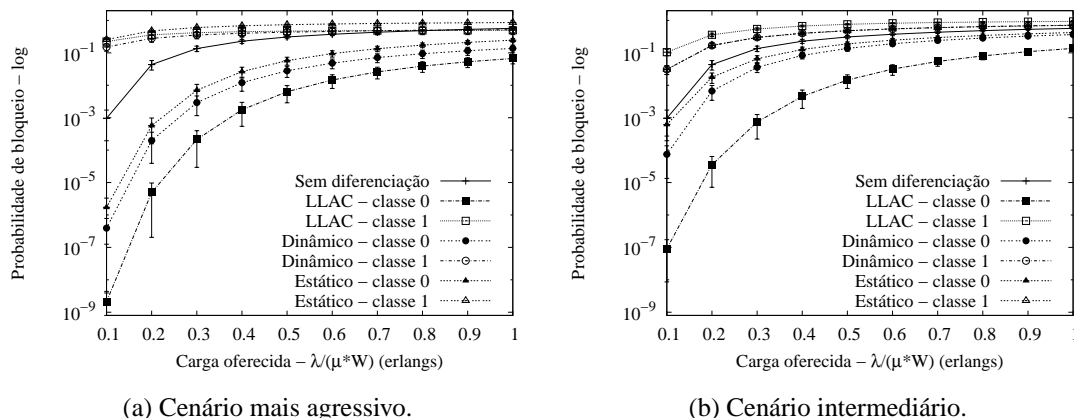 Probabilidade de bloqueio – log
10^-1
10^-3
10^-5
10^-7
10^-9
Sem diferenciação
LLAC – classe 0
LLAC – classe 1
Dinâmico – classe 0
Dinâmico – classe 1
Estático – classe 0
Estático – classe 1
0.1 0.2 0.3 0.4 0.5 0.6 0.7 0.8 0.9 1
Carga oferecida – λ/(μ*W) (erlangs)
(a) Cenário mais agressivo.
Probabilidade de bloqueio – log
10^-1
10^-3
10^-5
10^-7
10^-9
Sem diferenciação
LLAC – classe 0
LLAC – classe 1
Dinâmico – classe 0
Dinâmico – classe 1
Estático – classe 0
Estático – classe 1
0.1 0.2 0.3 0.4 0.5 0.6 0.7 0.8 0.9 1
Carga oferecida – λ/(μ*W) (erlangs)
(b) Cenário intermediário.